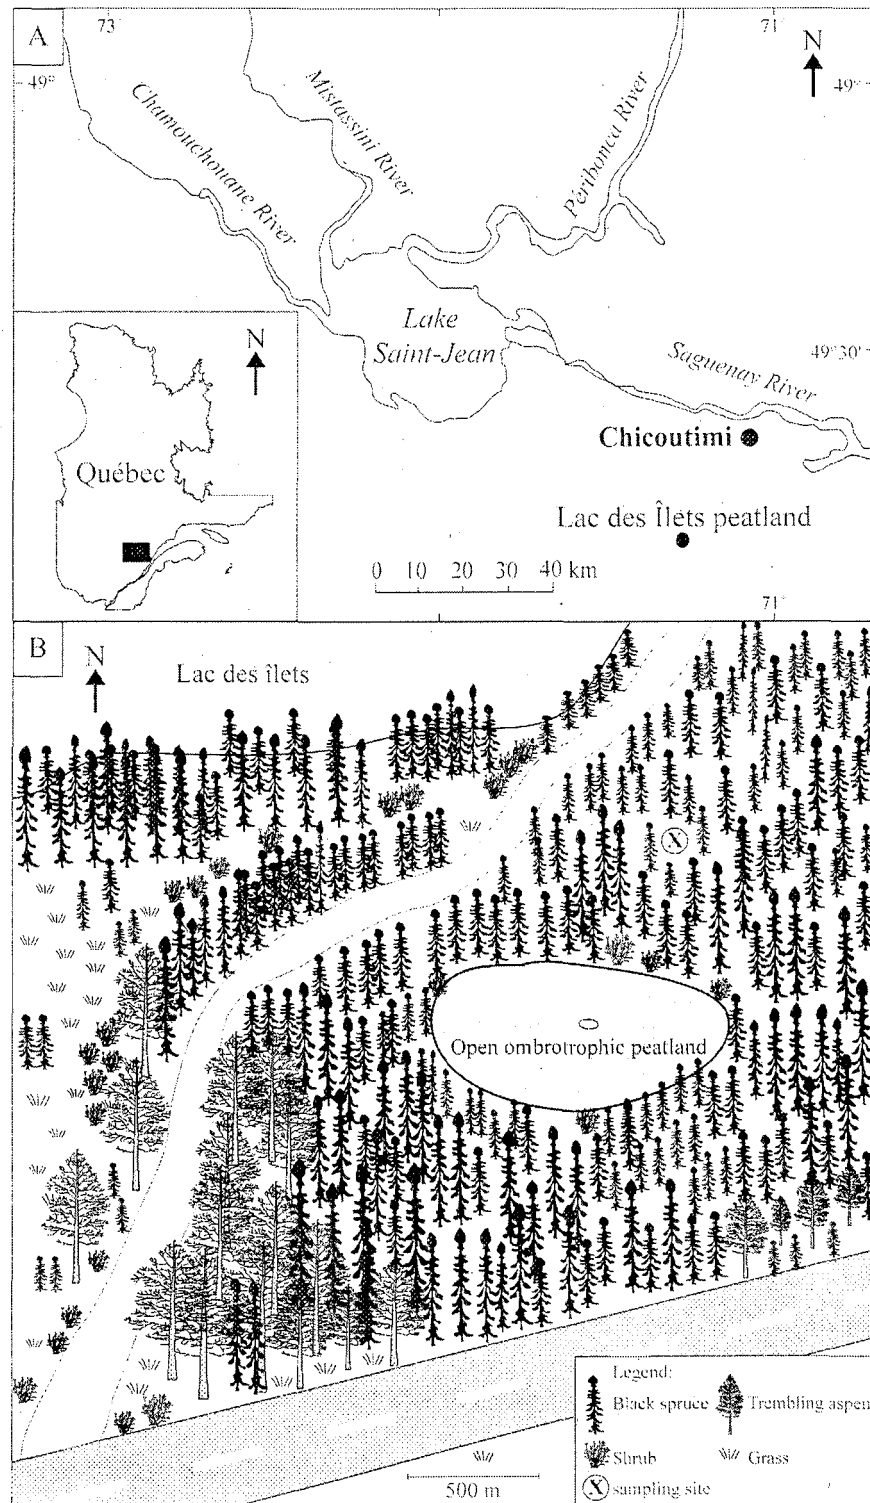 A
73°
71°
N
49°
49°
Chamouchouane River
Mistassini River
Péribonca River
Lake
Saint-Jean
49°30'
Saguenay River
N
Québec
Chicoutimi
Lac des Îlets peatland
0 10 20 30 40 km
71°
B
N
Lac des îlets
X
Open ombrotrophic peatland
Legend:
Black spruce
Trembling aspen
Shrub
Grass
X sampling site
500 m